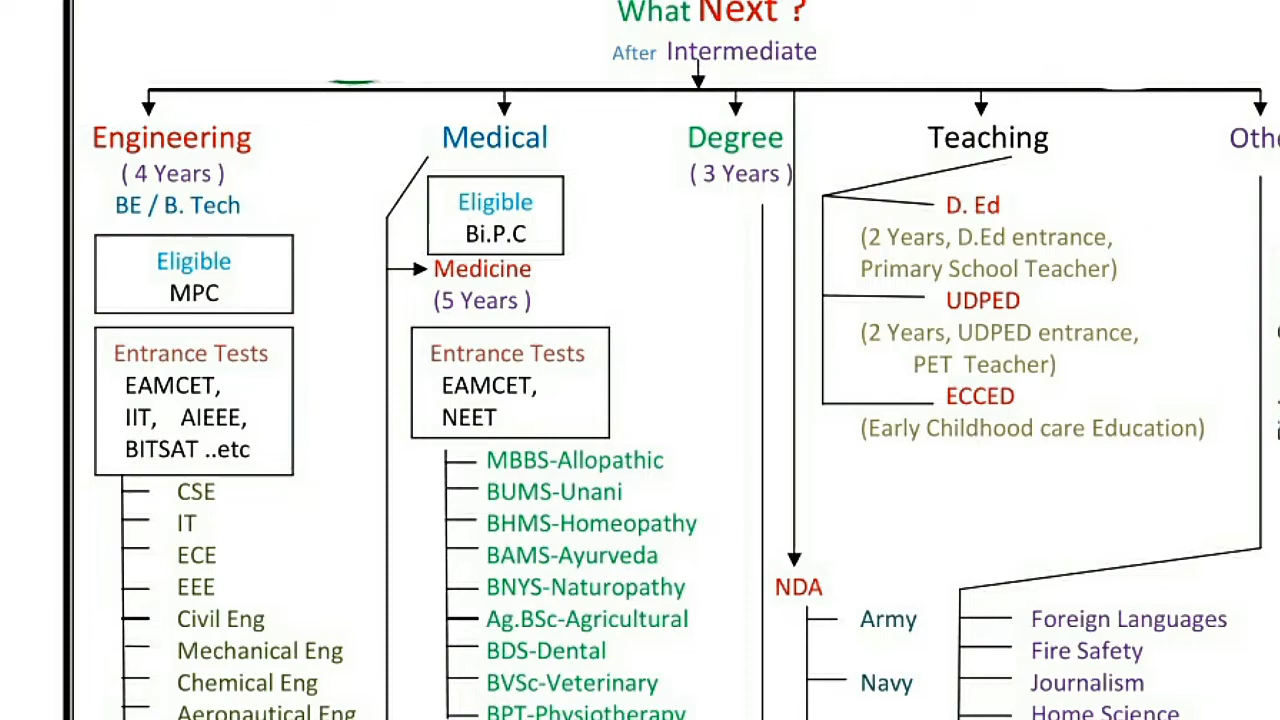 What Next ?
After Intermediate
Engineering
( 4 Years )
BE / B. Tech
Eligible
MPC
Entrance Tests
EAMCET,
IIT, AIEEE,
BITSAT ..etc
CSE
IT
ECE
EEE
Civil Eng
Mechanical Eng
Chemical Eng
Aeronautical Eng
Medical
Eligible
Bi.P.C
Medicine
(5 Years )
Entrance Tests
EAMCET,
NEET
MBBS-Allopathic
BUMS-Unani
BHMS-Homeopathy
BAMS-Ayurveda
BNYS-Naturopathy
Ag.BSc-Agricultural
BDS-Dental
BVSc-Veterinary
BPT-Physiotherapy
Degree
( 3 Years )
NDA
Army
Navy
Teaching
D. Ed
(2 Years, D.Ed entrance,
Primary School Teacher)
UDPED
(2 Years, UDPED entrance,
PET Teacher)
ECCED
(Early Childhood care Education)
Foreign Languages
Fire Safety
Journalism
Home Science